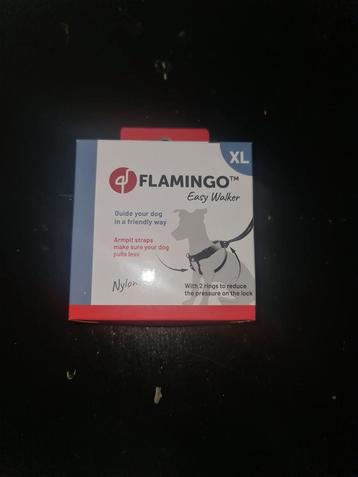 XL
FLAMINGO™
Easy Walker
Guide your dog
in a friendly way
Armpit straps
make sure your dog
pulls less
Nylon
With 2 rings to reduce
the pressure on the lock